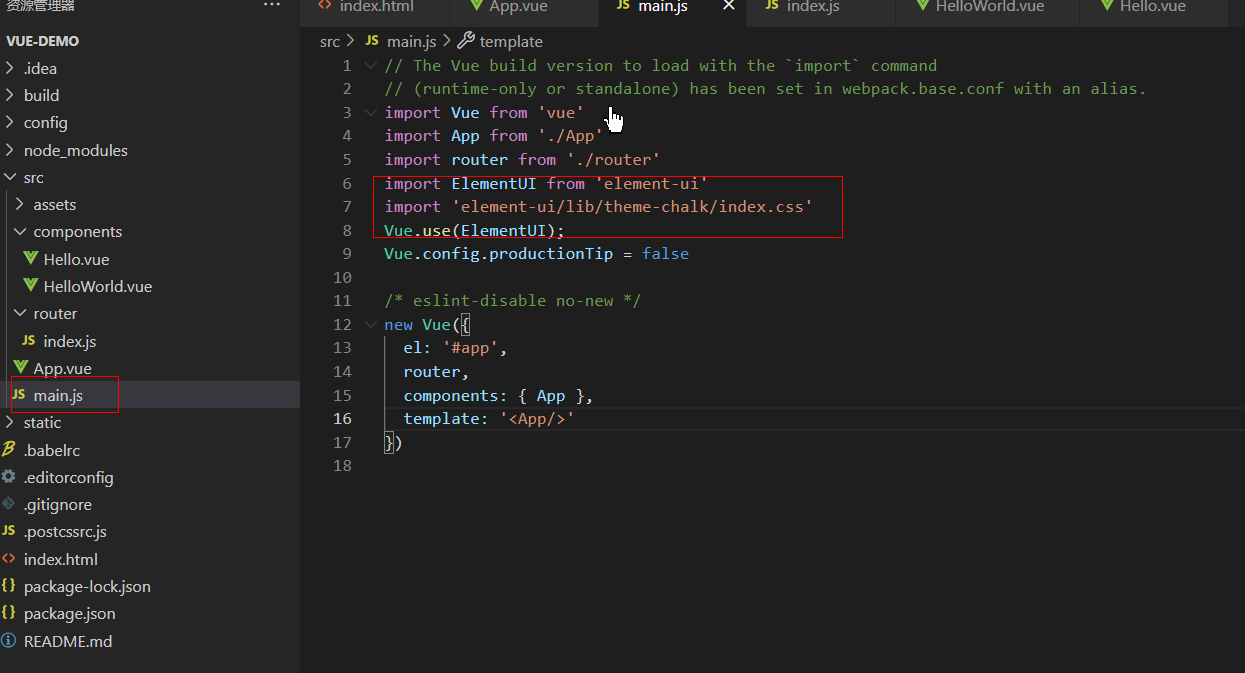 资源管理器 ···
VUE-DEMO
.idea
build
config
node_modules
src
assets
components
Hello.vue
HelloWorld.vue
router
JS index.js
App.vue
JS main.js
static
.babelrc
.editorconfig
.gitignore
JS .postcssrc.js
<> index.html
{} package-lock.json
{} package.json
README.md
<> index.html
App.vue
JS main.js ×
JS index.js
HelloWorld.vue
Hello.vue
src > JS main.js > template
1 // The Vue build version to load with the `import` command
2 // (runtime-only or standalone) has been set in webpack.base.conf with an alias.
3 import Vue from 'vue'
4 import App from './App'
5 import router from './router'
6 import ElementUI from 'element-ui'
7 import 'element-ui/lib/theme-chalk/index.css'
8 Vue.use(ElementUI);
9 Vue.config.productionTip = false
10
11 /* eslint-disable no-new */
12 new Vue({
13 el: '#app',
14 router,
15 components: { App },
16 template: '<App/>'
17 })
18